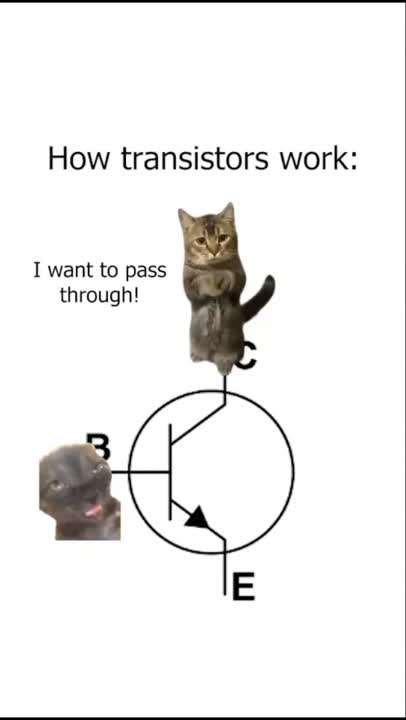 How transistors work:
I want to pass
through!
C
B
E